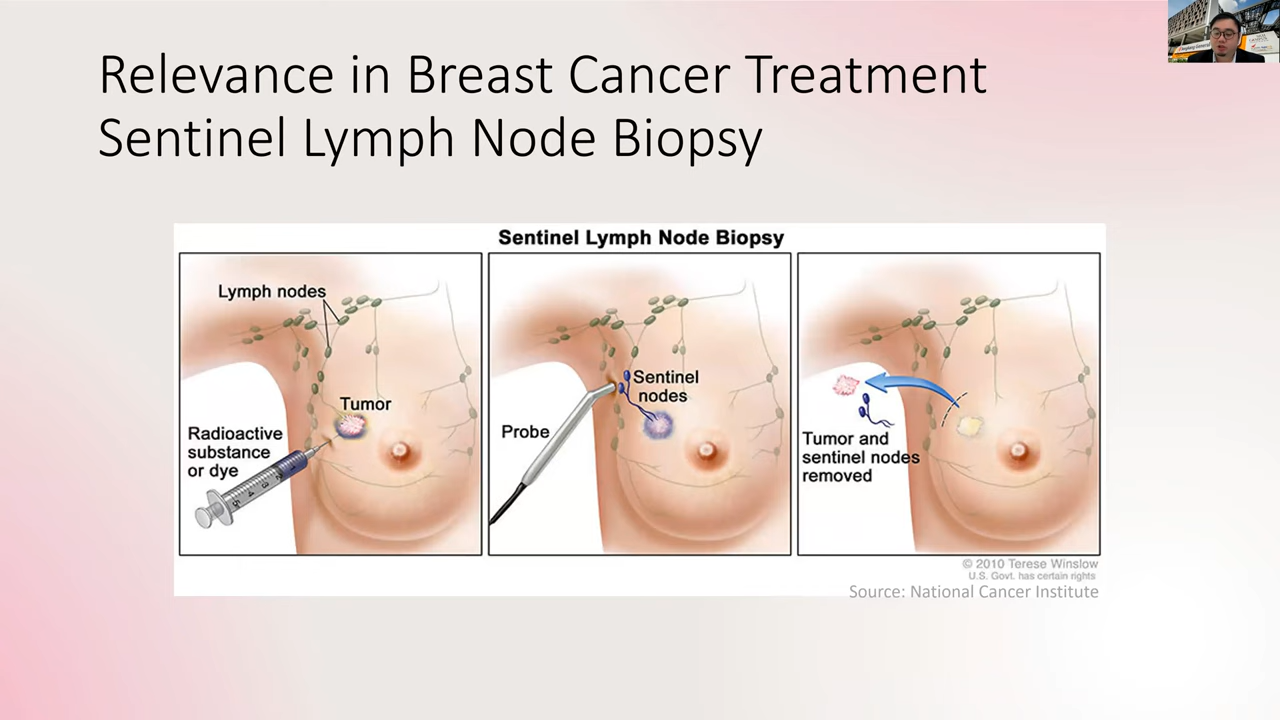 Relevance in Breast Cancer Treatment
Sentinel Lymph Node Biopsy
Sentinel Lymph Node Biopsy
Lymph nodes
Tumor
Radioactive
substance
or dye
Sentinel
nodes
Probe
Tumor and
sentinel nodes
removed
© 2010 Terese Winslow
U.S. Govt. has certain rights
Source: National Cancer Institute